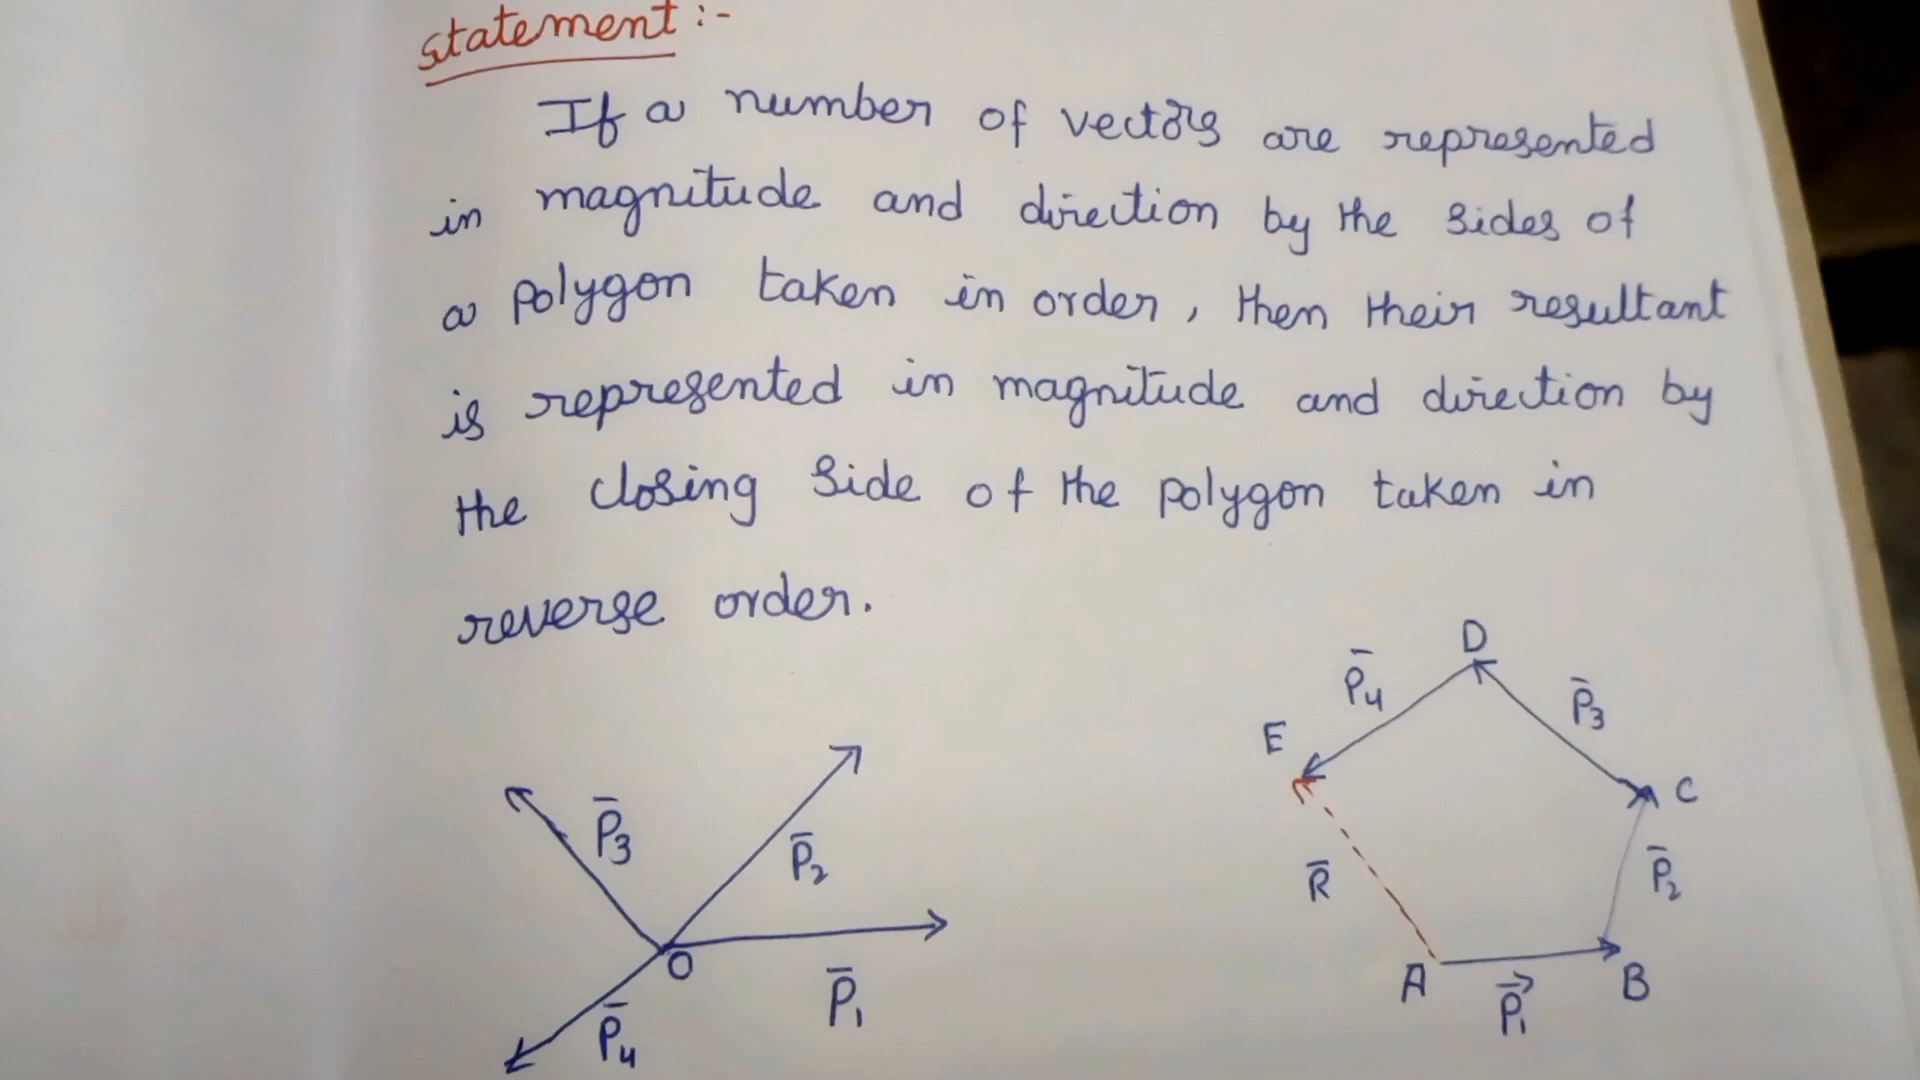 Statement :-
If a number of vectors are represented
in magnitude and direction by the sides of
a polygon taken in order, then their resultant
is represented in magnitude and direction by
the closing side of the polygon taken in
reverse order.
D
P̄4
P̄3
E
C
P̄3
P̄2
R̄
P̄2
O
A
B
P̄1
P̄1
P̄4